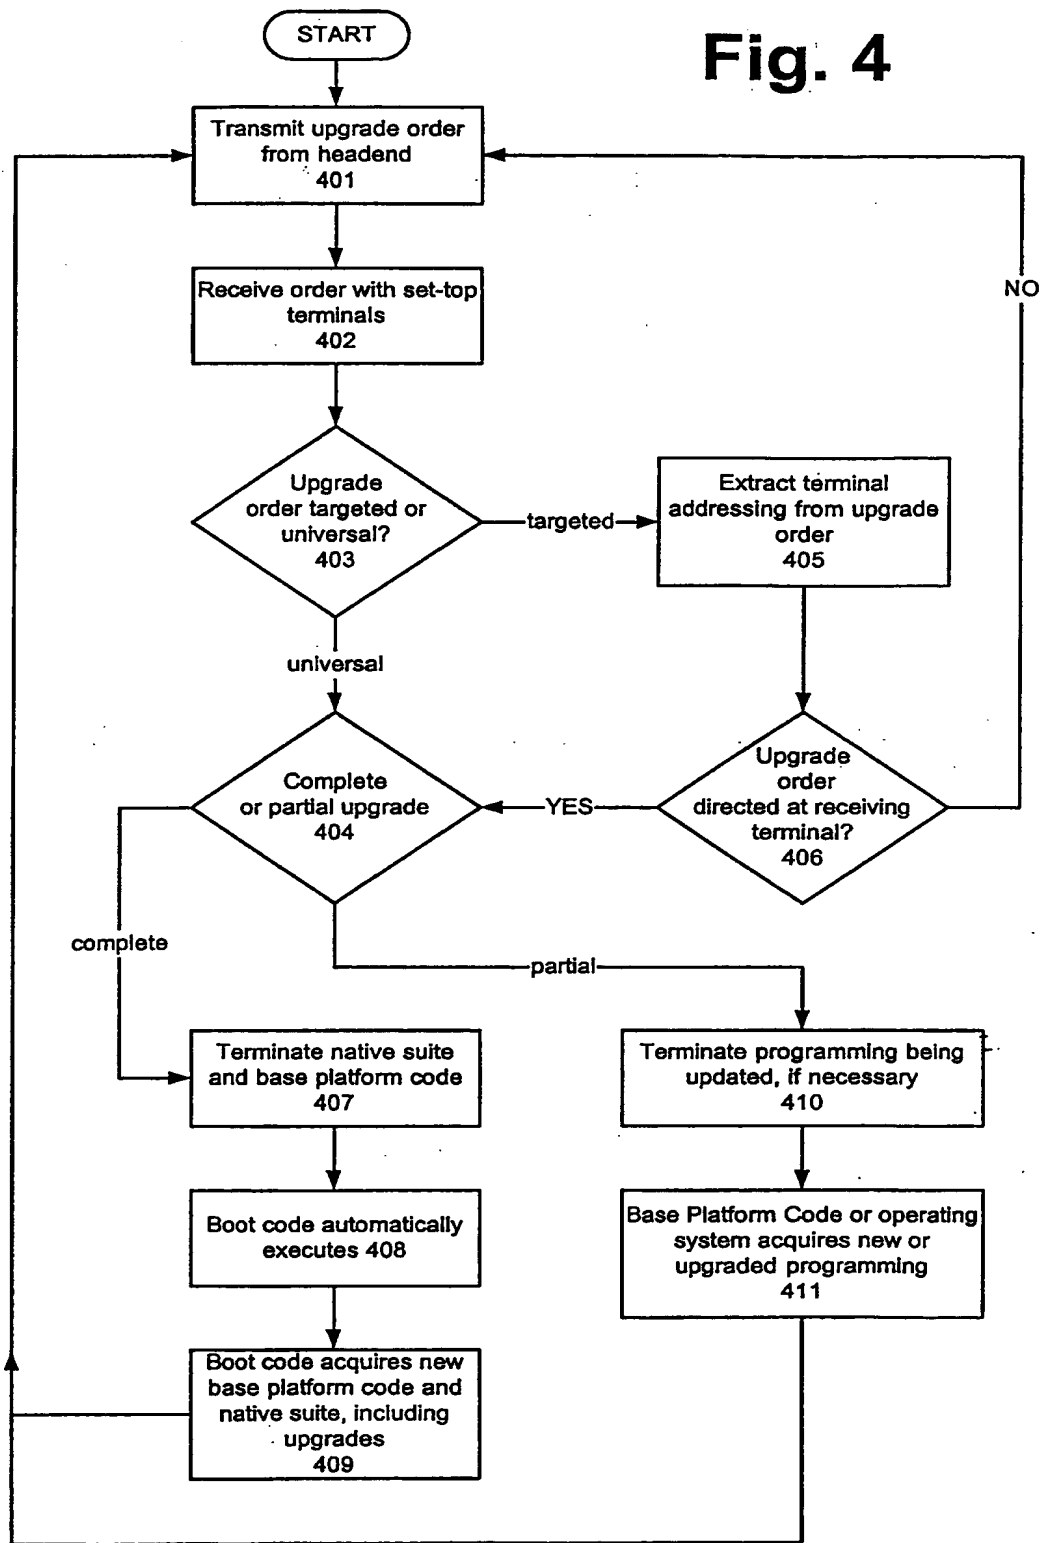 START
Fig. 4
Transmit upgrade order
from headend
401
Receive order with set-top
terminals
402
NO
Upgrade
order targeted or
universal?
403
targeted
Extract terminal
addressing from upgrade
order
405
universal
Complete
or partial upgrade
404
YES
Upgrade
order
directed at receiving
terminal?
406
complete
partial
Terminate native suite
and base platform code
407
Terminate programming being
updated, if necessary
410
Boot code automatically
executes 408
Base Platform Code or operating
system acquires new or
upgraded programming
411
Boot code acquires new
base platform code and
native suite, including
upgrades
409